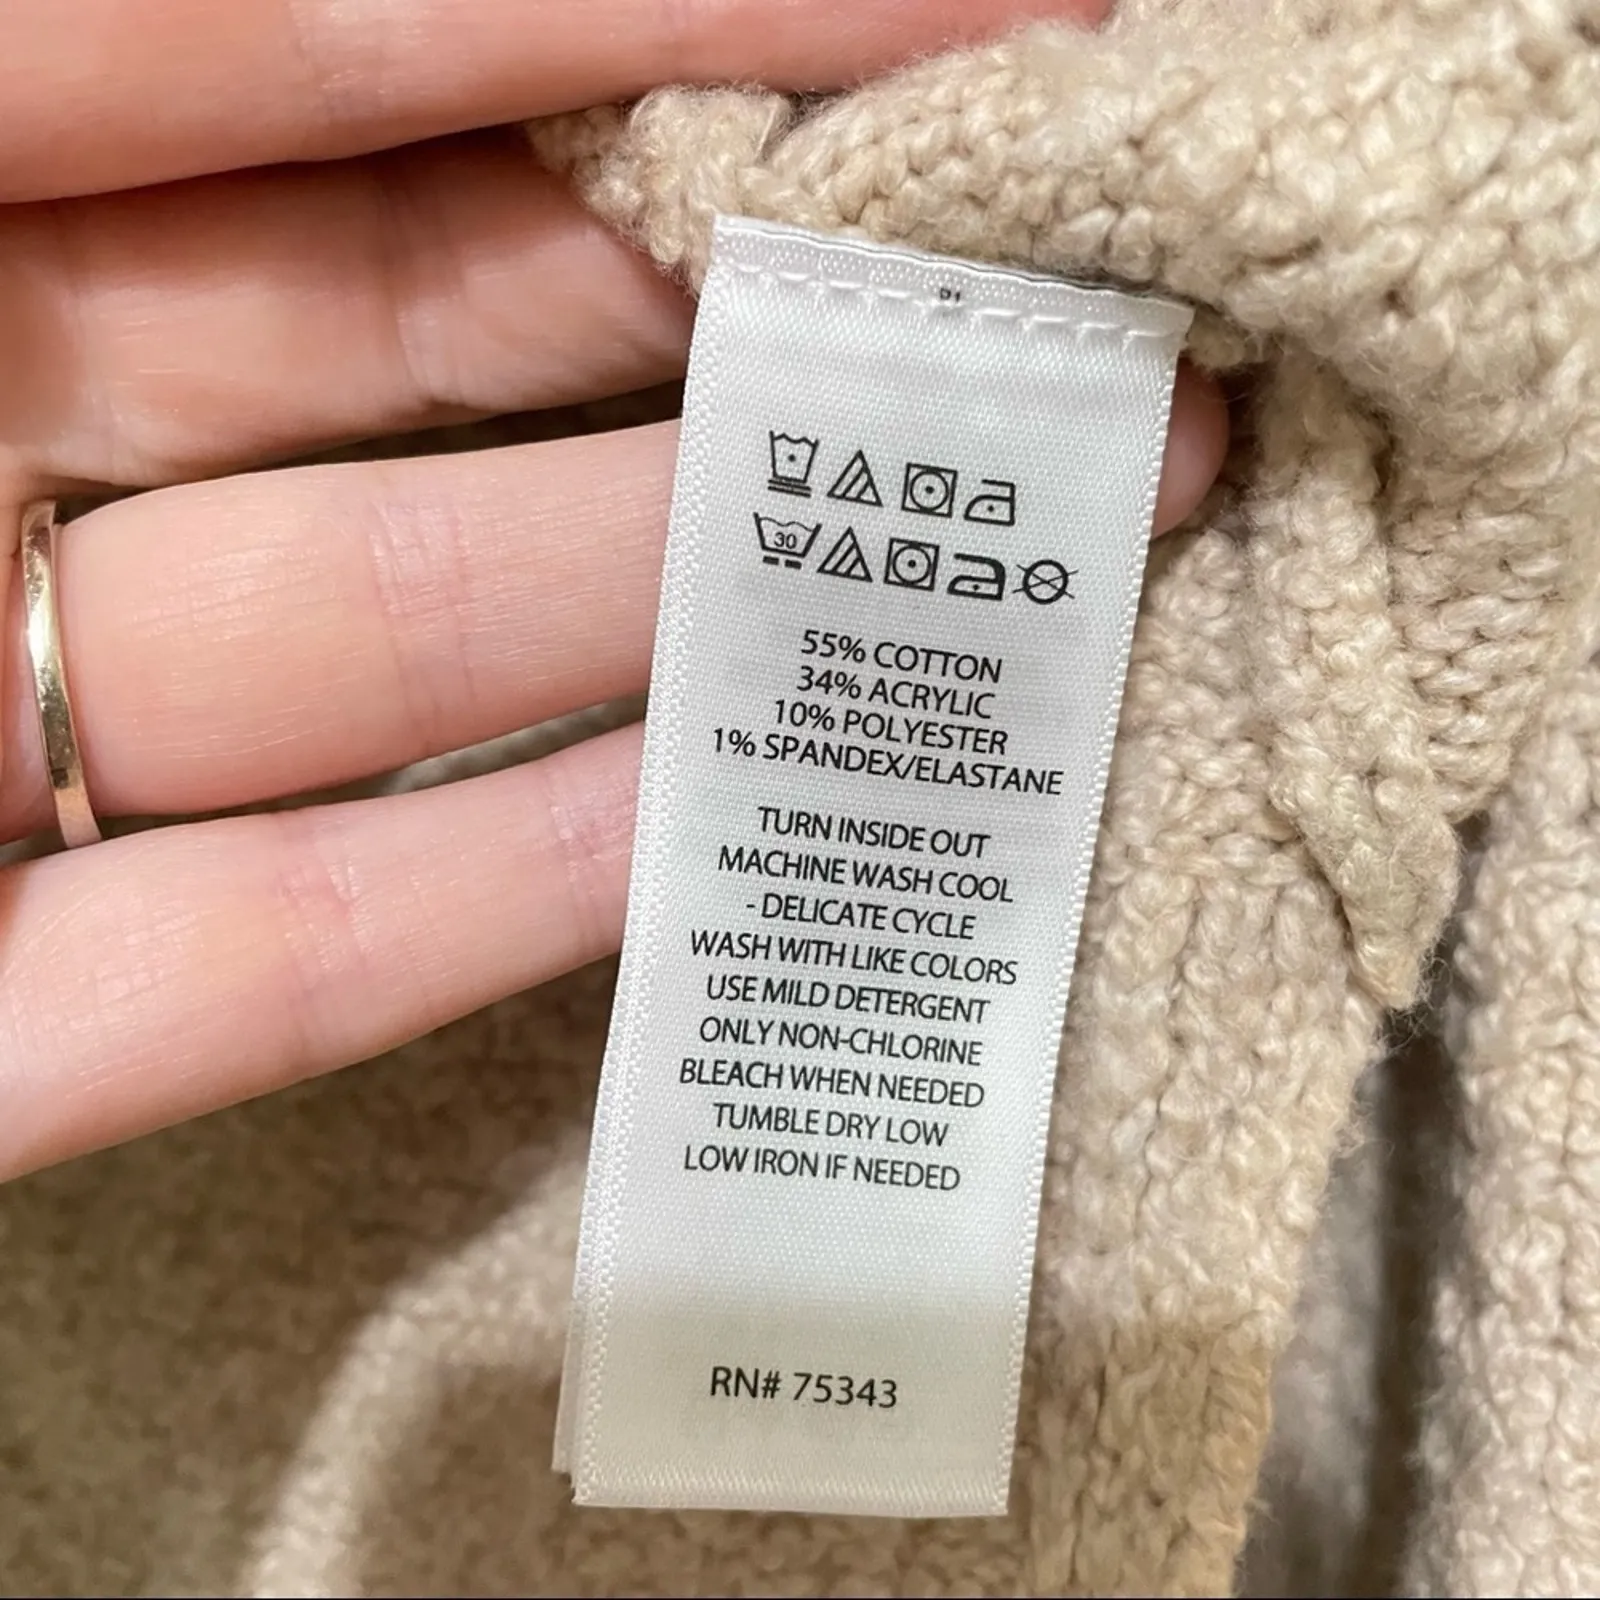 30
55% COTTON
34% ACRYLIC
10% POLYESTER
1% SPANDEX/ELASTANE
TURN INSIDE OUT
MACHINE WASH COOL
- DELICATE CYCLE
WASH WITH LIKE COLORS
USE MILD DETERGENT
ONLY NON-CHLORINE
BLEACH WHEN NEEDED
TUMBLE DRY LOW
LOW IRON IF NEEDED
RN# 75343